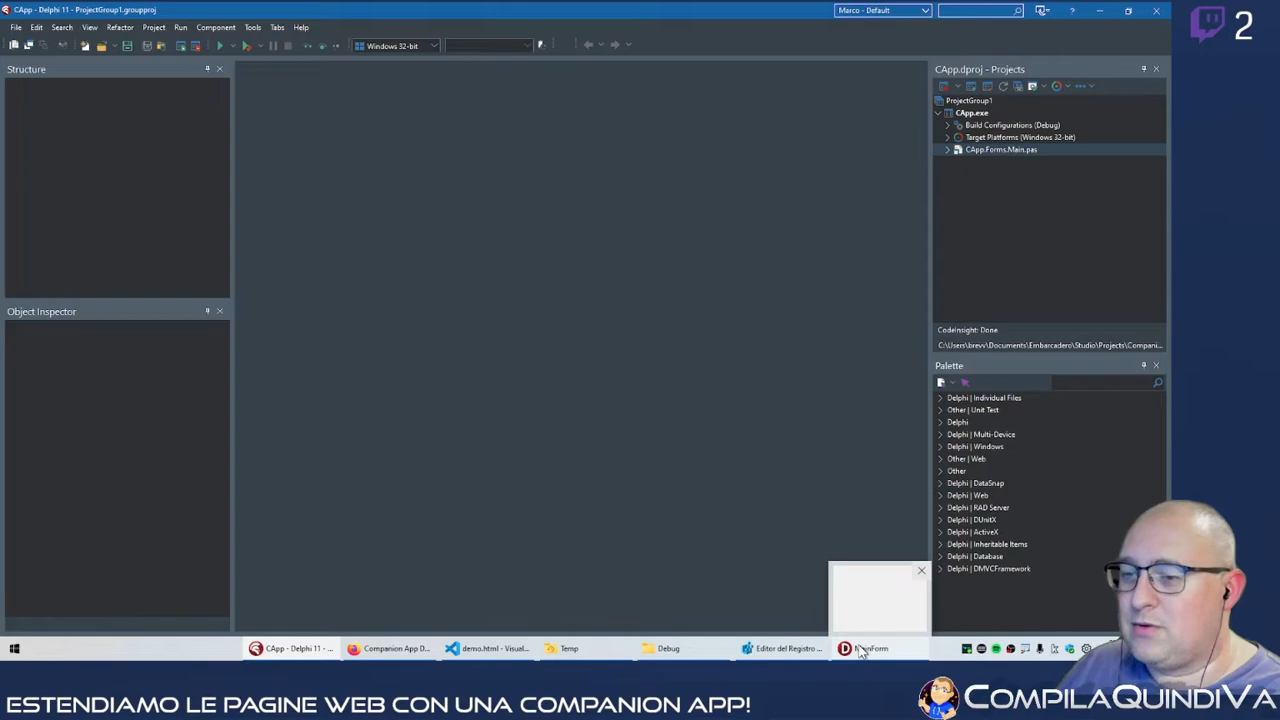 CApp - Delphi 11 - ProjectGroup1.groupproj
Marco - Default
2
File Edit Search View Refactor Project Run Component Tools Tabs Help
Windows 32-bit
Structure
CApp.dproj - Projects
ProjectGroup1
CApp.exe
Build Configurations (Debug)
Target Platforms (Windows 32-bit)
CApp.Forms.Main.pas
Object Inspector
CodeInsight: Done
C:\Users\brevv\Documents\Embarcadero\Studio\Projects\Compani...
Palette
Delphi | Individual Files
Other | Unit Test
Delphi
Delphi | Multi-Device
Delphi | Windows
Other | Web
Other
Delphi | DataSnap
Delphi | Web
Delphi | RAD Server
Delphi | DUnitX
Delphi | ActiveX
Delphi | Inheritable Items
Delphi | Database
Delphi | DMVCFramework
CApp - Delphi 11 - ...
Companion App D...
demo.html - Visual...
Temp
Debug
Editor del Registro ...
MainForm
ESTENDIAMO LE PAGINE WEB CON UNA COMPANION APP!
COMPILAQUINDIVA